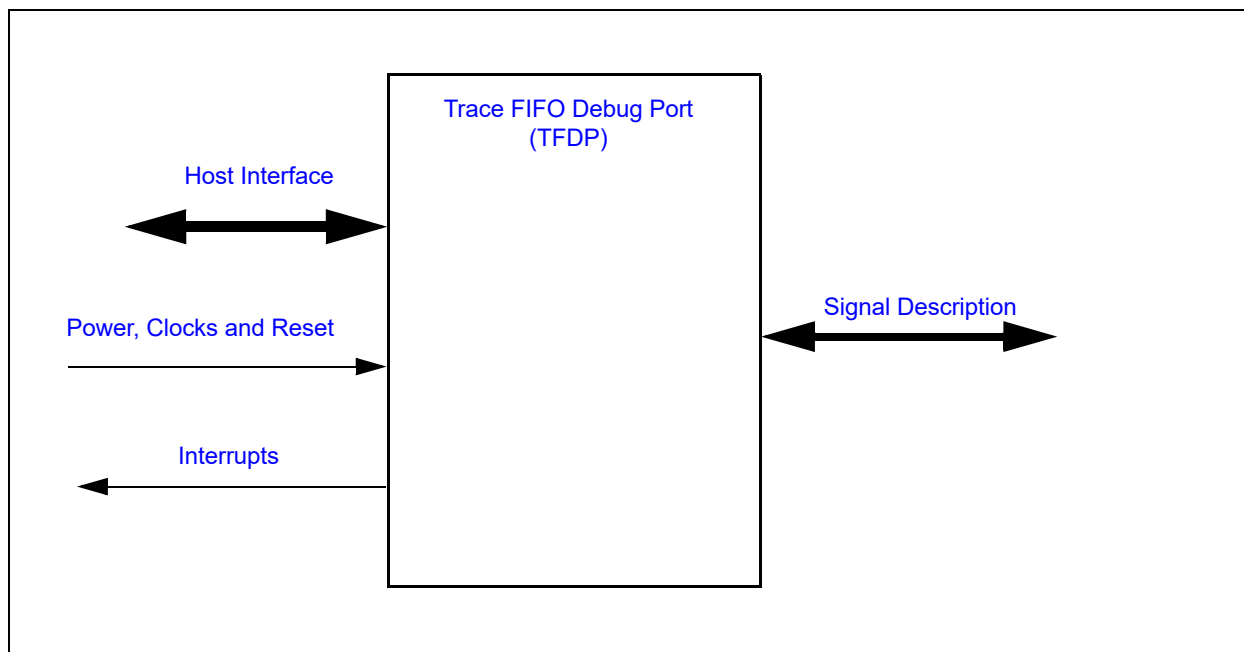 Trace FIFO Debug Port
(TFDP)
Host Interface
Signal Description
Power, Clocks and Reset
Interrupts